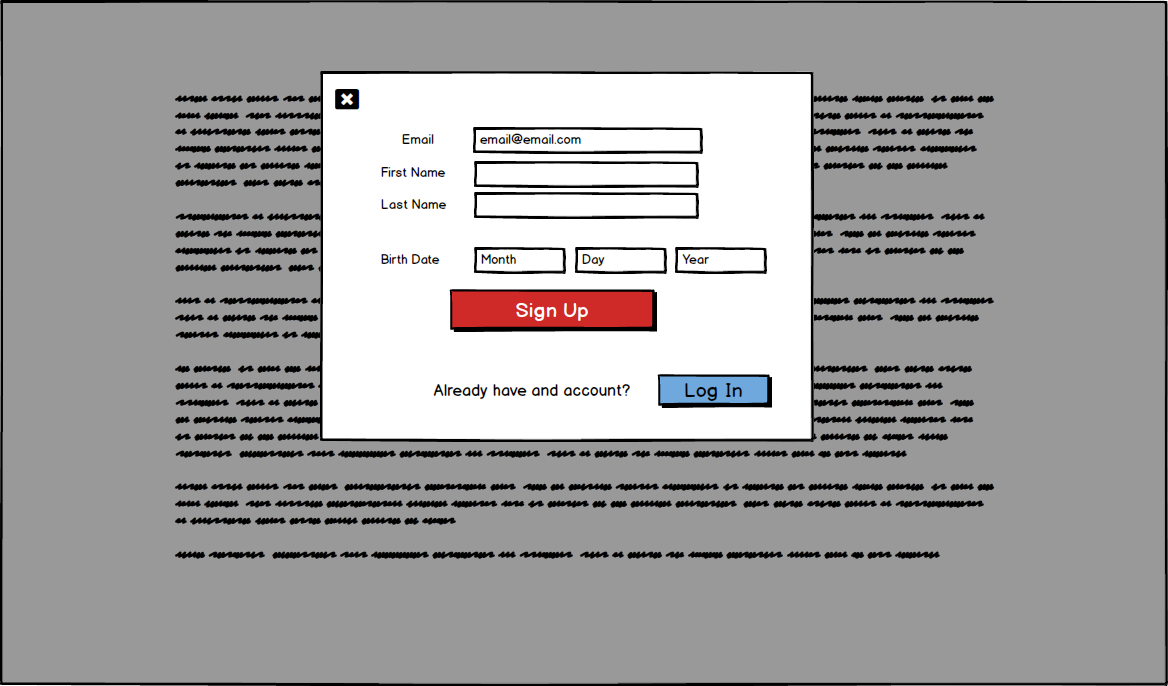 Email email@email.com
First Name
Last Name
Birth Date Month Day Year
Sign Up
Already have and account? Log In